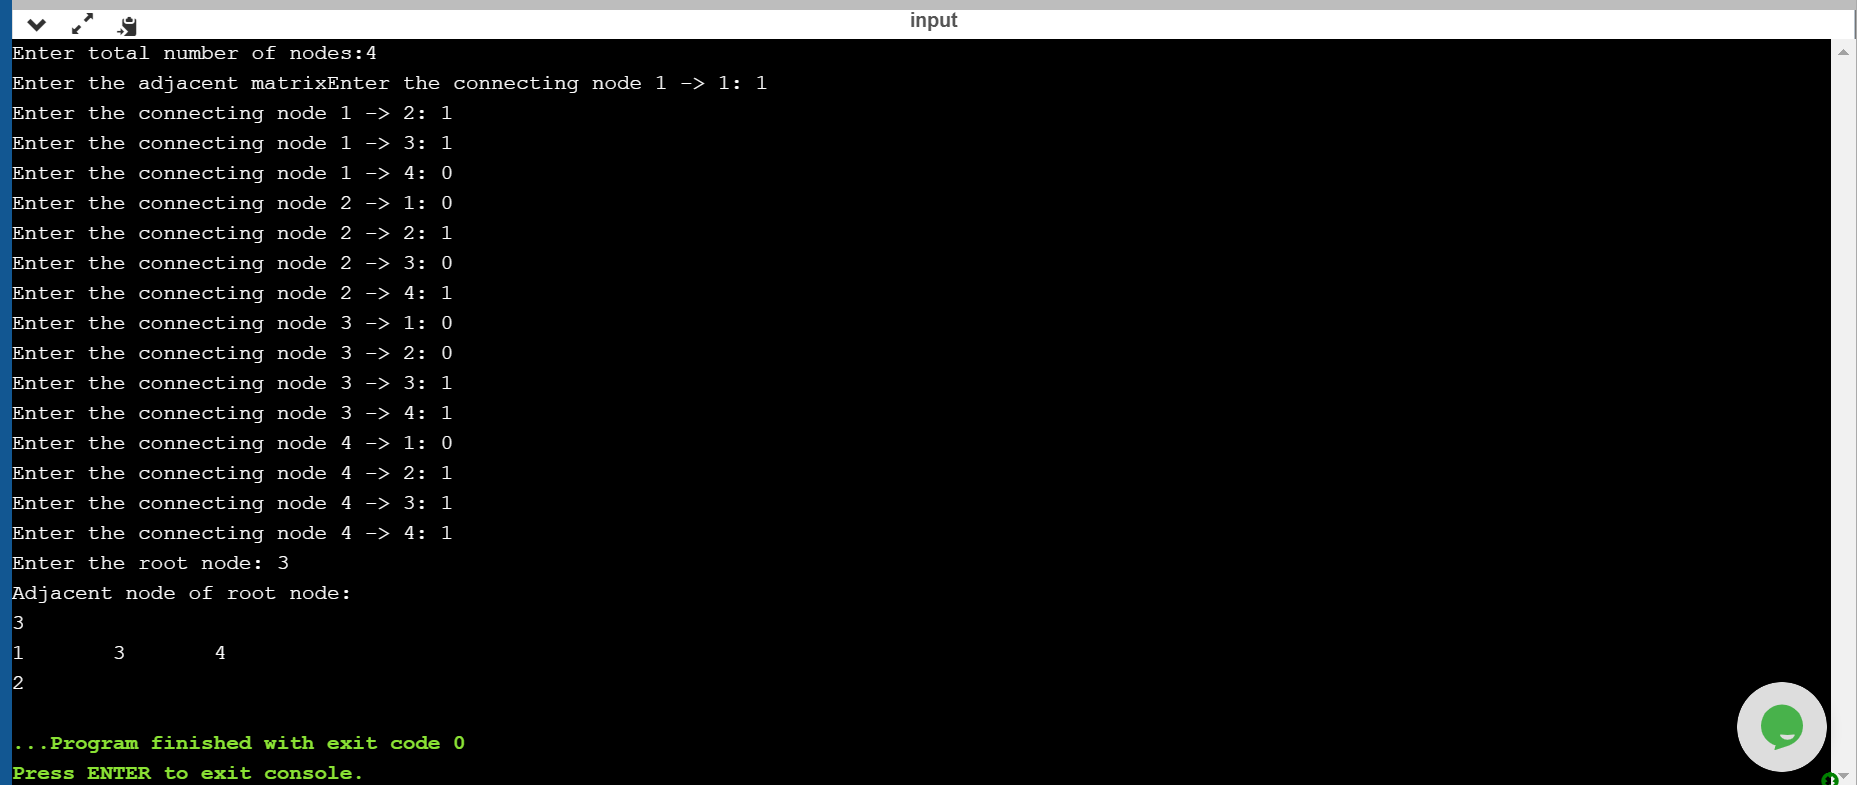 input
Enter total number of nodes:4
Enter the adjacent matrixEnter the connecting node 1 -> 1: 1
Enter the connecting node 1 -> 2: 1
Enter the connecting node 1 -> 3: 1
Enter the connecting node 1 -> 4: 0
Enter the connecting node 2 -> 1: 0
Enter the connecting node 2 -> 2: 1
Enter the connecting node 2 -> 3: 0
Enter the connecting node 2 -> 4: 1
Enter the connecting node 3 -> 1: 0
Enter the connecting node 3 -> 2: 0
Enter the connecting node 3 -> 3: 1
Enter the connecting node 3 -> 4: 1
Enter the connecting node 4 -> 1: 0
Enter the connecting node 4 -> 2: 1
Enter the connecting node 4 -> 3: 1
Enter the connecting node 4 -> 4: 1
Enter the root node: 3
Adjacent node of root node:
3
1       3       4
2
...Program finished with exit code 0
Press ENTER to exit console.